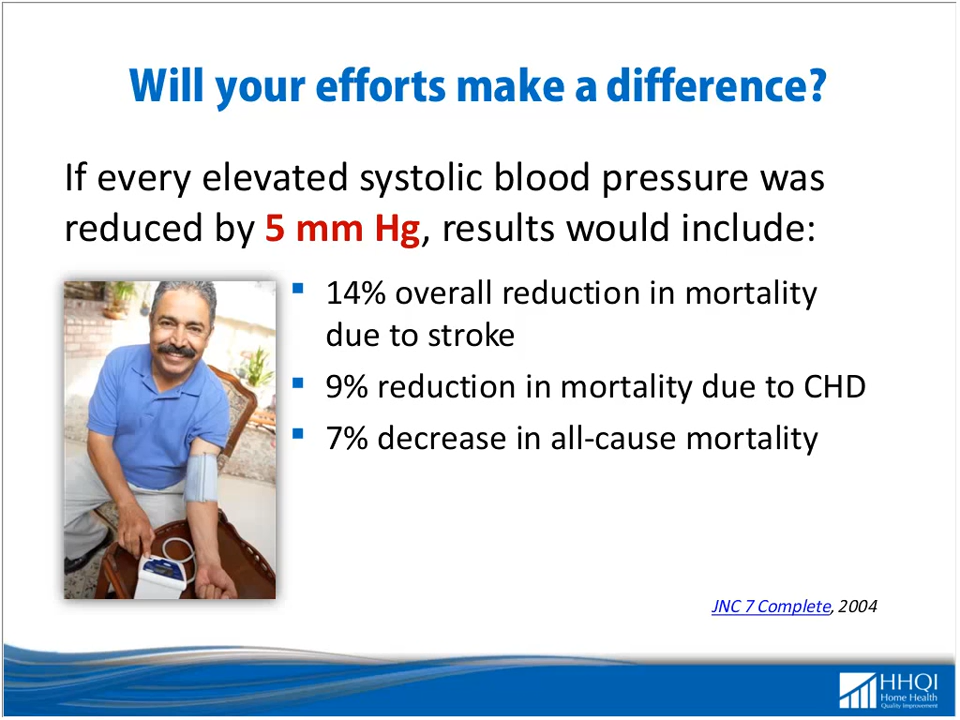 Will your efforts make a difference?
If every elevated systolic blood pressure was
reduced by 5 mm Hg, results would include:
▪ 14% overall reduction in mortality
due to stroke
▪ 9% reduction in mortality due to CHD
▪ 7% decrease in all-cause mortality
JNC 7 Complete, 2004
HHQI
Home Health
Quality Improvement